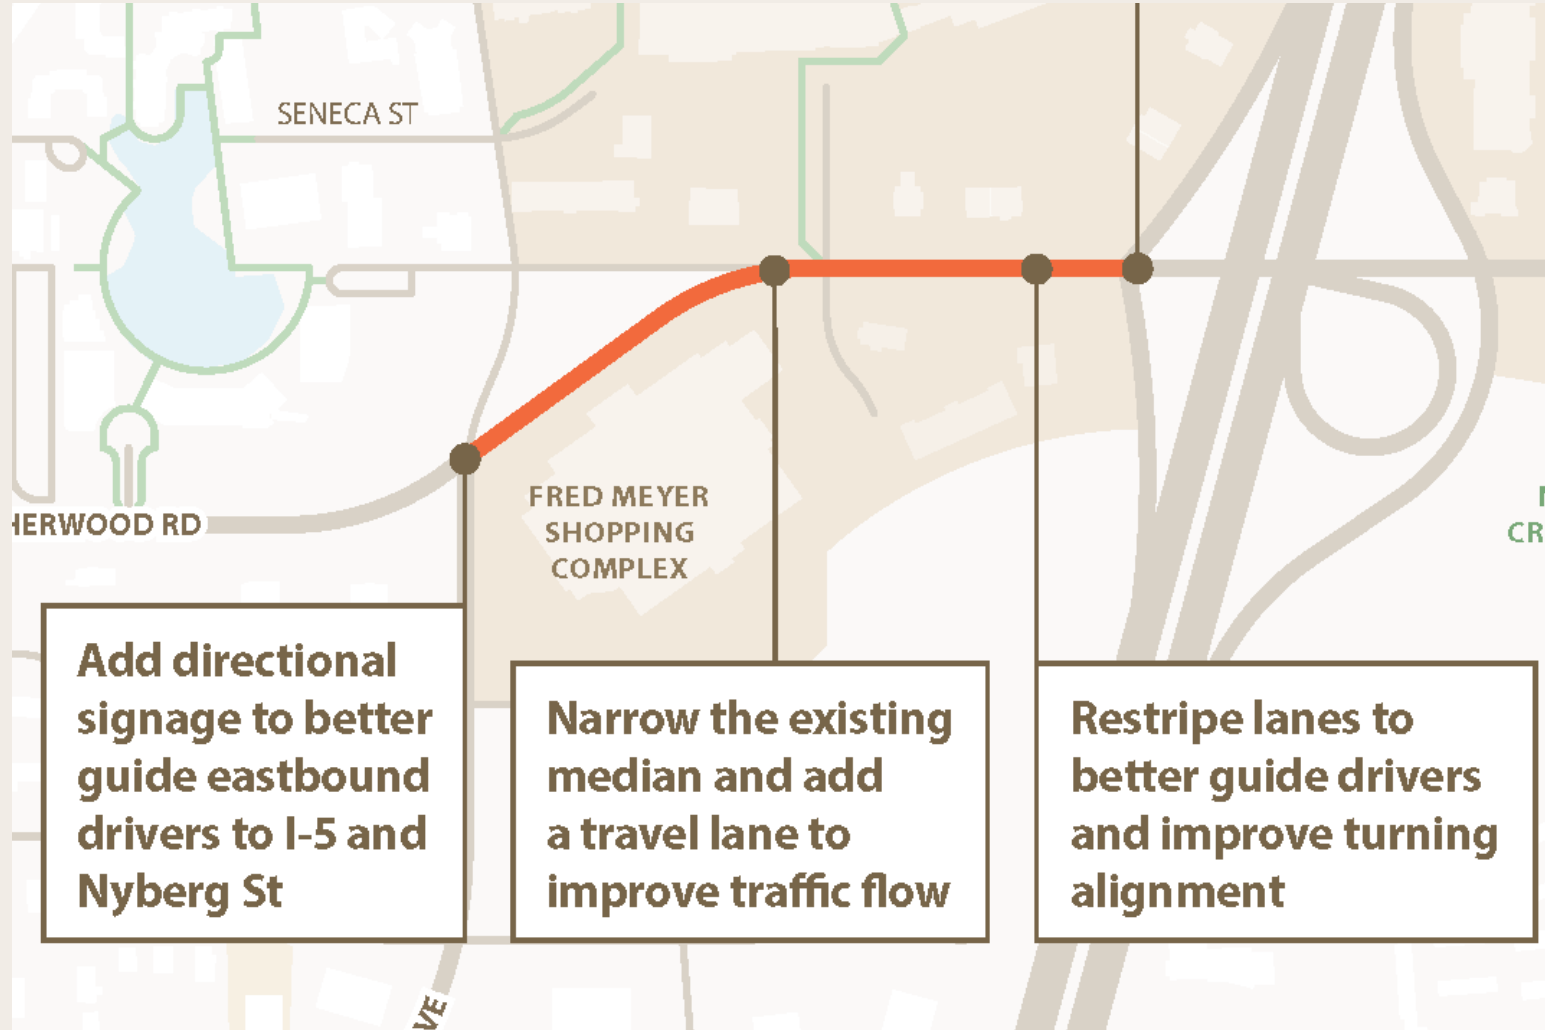 SENECA ST
FRED MEYER
SHOPPING
COMPLEX
HERWOOD RD
N
CR
Add directional
signage to better
guide eastbound
drivers to I-5 and
Nyberg St
Narrow the existing
median and add
a travel lane to
improve traffic flow
Restripe lanes to
better guide drivers
and improve turning
alignment
VE